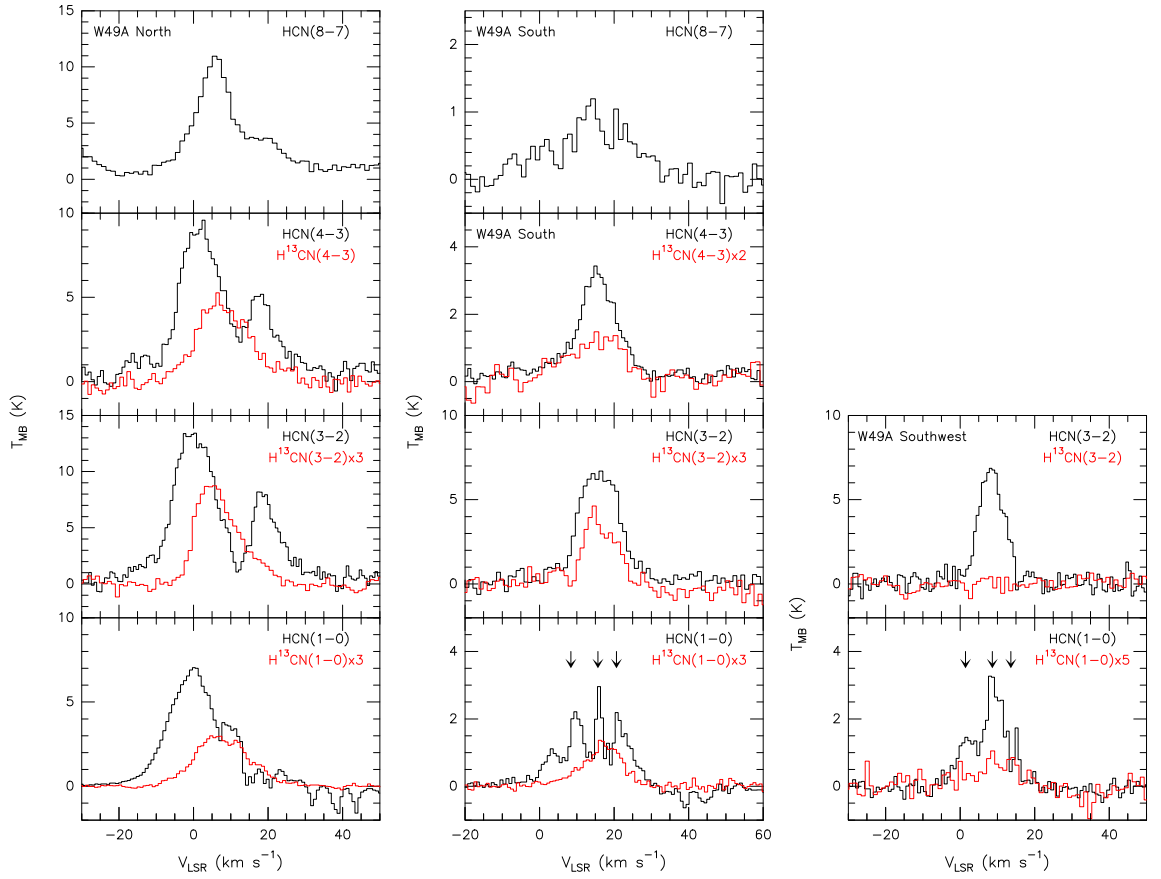 W49A North HCN(8−7)
15
10
5
0
W49A South HCN(8−7)
2
1
0
HCN(4−3)
H¹³CN(4−3)
10
5
0
W49A South HCN(4−3)
H¹³CN(4−3)x2
4
2
0
HCN(3−2)
H¹³CN(3−2)x3
15
10
5
0
T_MB (K)
HCN(3−2)
H¹³CN(3−2)x3
10
5
0
T_MB (K)
W49A Southwest HCN(3−2)
H¹³CN(3−2)
10
5
0
HCN(1−0)
H¹³CN(1−0)x3
10
5
0
−20 0 20 40
V_LSR (km s⁻¹)
HCN(1−0)
H¹³CN(1−0)x3
4
2
0
−20 0 20 40 60
V_LSR (km s⁻¹)
HCN(1−0)
H¹³CN(1−0)x5
4
2
0
T_MB (K)
−20 0 20 40
V_LSR (km s⁻¹)